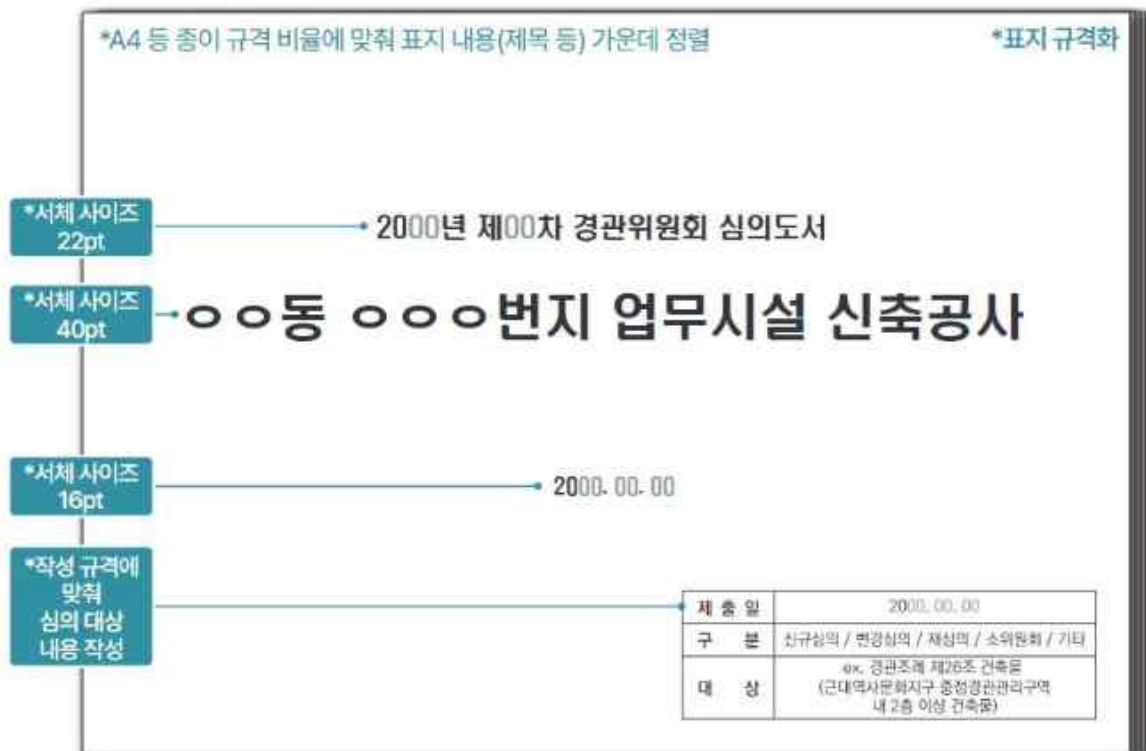 *A4 등 종이 규격 비율에 맞춰 표지 내용(제목 등) 가운데 정렬
*표지 규격화
*서체 사이즈
22pt
2000년 제00차 경관위원회 심의도서
*서체 사이즈
40pt
ㅇㅇ동 ㅇㅇㅇ번지 업무시설 신축공사
*서체 사이즈
16pt
2000. 00. 00
*작성 규격에
맞춰
심의 대상
내용 작성
제 출 일
2000. 00. 00
구 분
신규심의 / 변경심의 / 재심의 / 소위원회 / 기타
대 상
ex. 경관조례 제26조 건축물
(근대역사문화지구 중점경관관리구역
내 2층 이상 건축물)